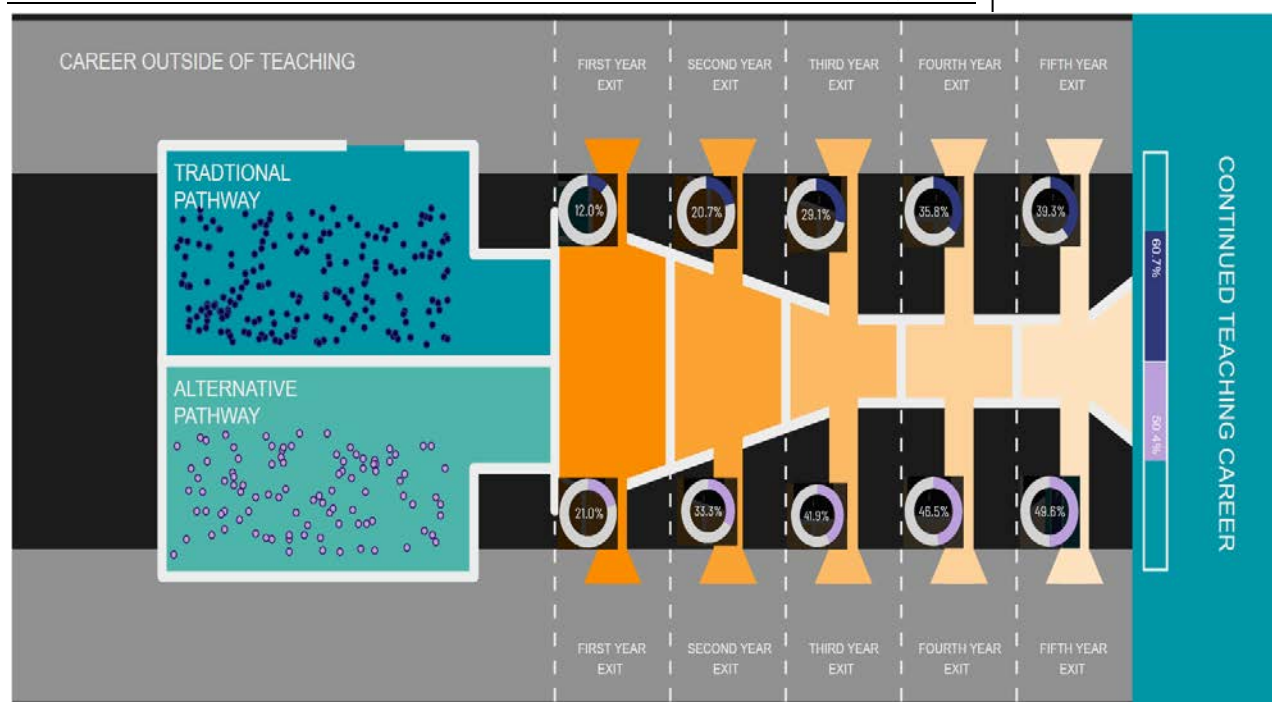 CAREER OUTSIDE OF TEACHING
FIRST YEAR
EXIT
SECOND YEAR
EXIT
THIRD YEAR
EXIT
FOURTH YEAR
EXIT
FIFTH YEAR
EXIT
TRADTIONAL
PATHWAY
12.0%
20.7%
29.1%
35.8%
39.3%
60.7%
CONTINUED TEACHING CAREER
ALTERNATIVE
PATHWAY
50.4%
21.0%
33.3%
41.9%
46.5%
49.6%
FIRST YEAR
EXIT
SECOND YEAR
EXIT
THIRD YEAR
EXIT
FOURTH YEAR
EXIT
FIFTH YEAR
EXIT